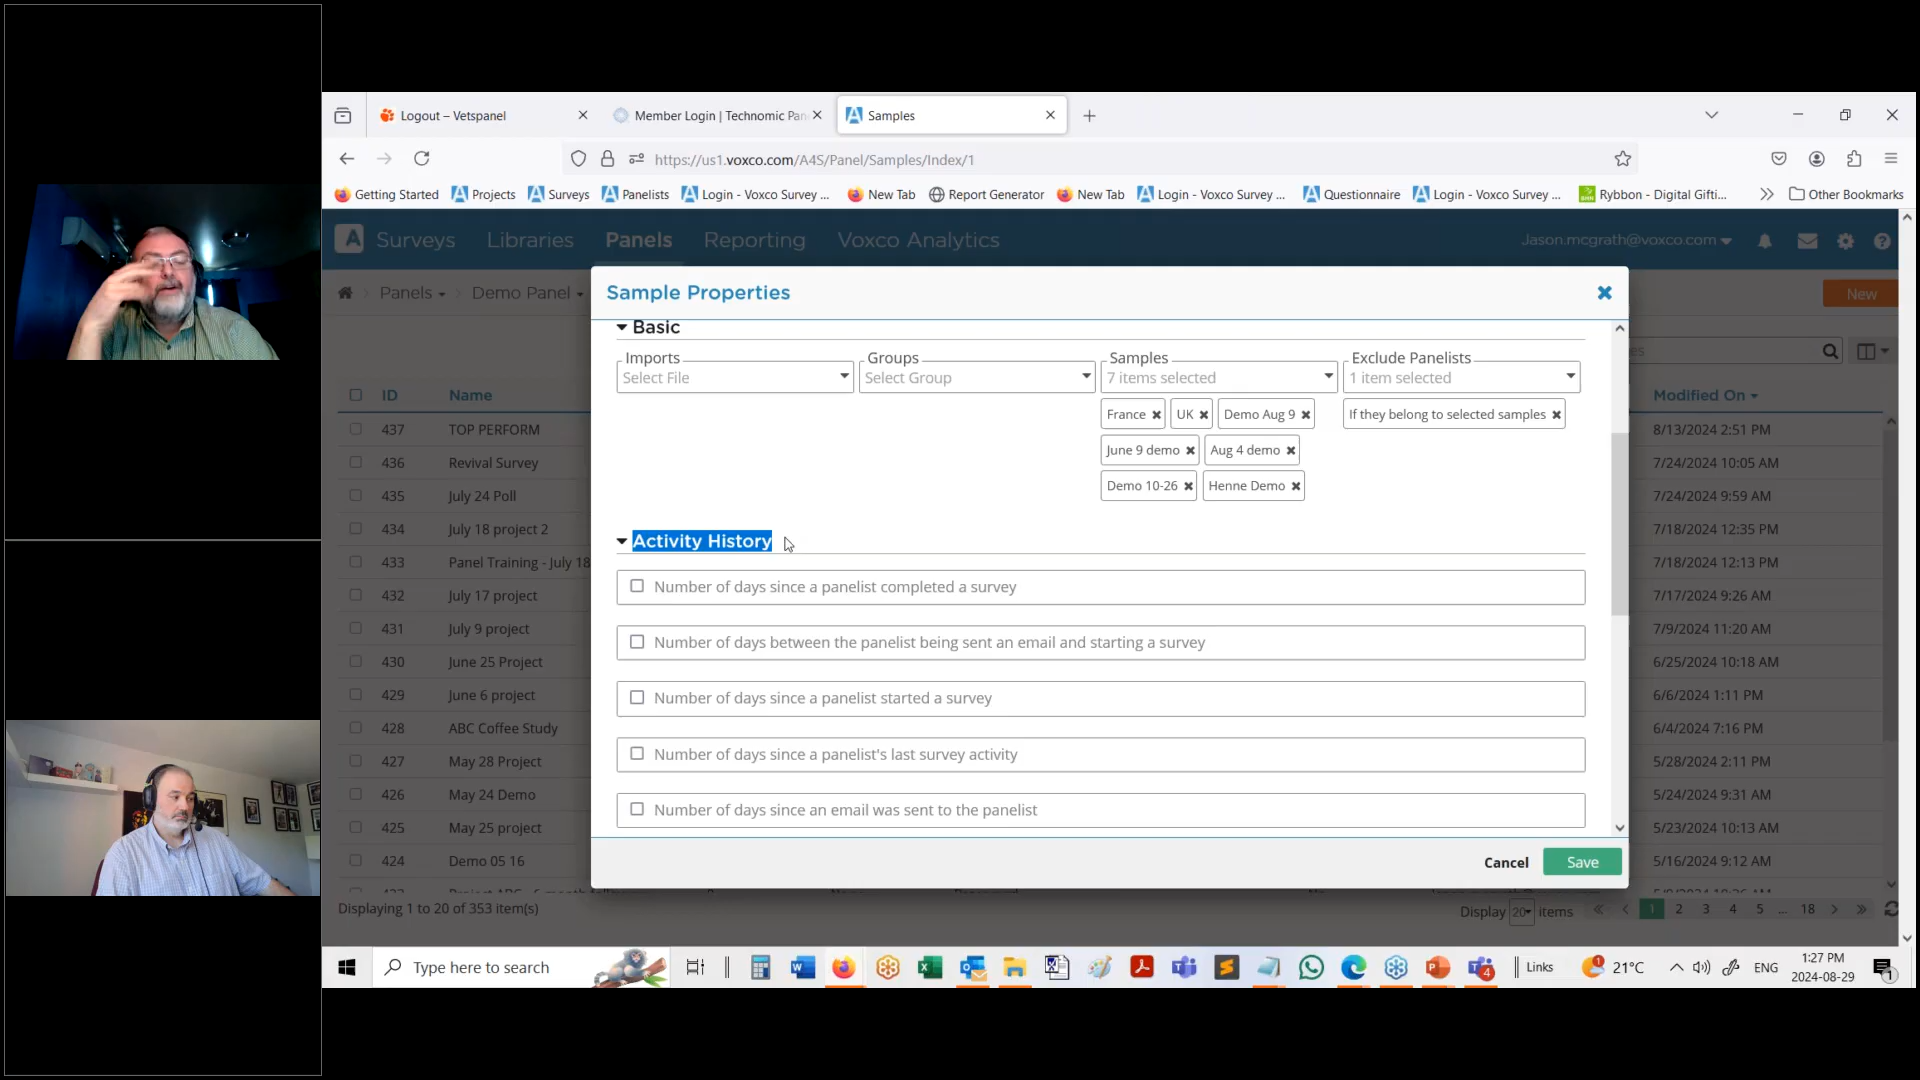 Logout – Vetspanel
Member Login | Technomic Pan
Samples
https://us1.voxco.com/A4S/Panel/Samples/Index/1
Getting Started
Projects
Surveys
Panelists
Login - Voxco Survey ...
New Tab
Report Generator
New Tab
Login - Voxco Survey ...
Questionnaire
Login - Voxco Survey ...
Rybbon - Digital Gifti...
Other Bookmarks
A Surveys Libraries Panels Reporting Voxco Analytics
Jason.mcgrath@voxco.com
Panels Demo Panel
New
Sample Properties
Basic
Imports Groups Samples Exclude Panelists
Select File Select Group 7 items selected 1 item selected
France UK Demo Aug 9 If they belong to selected samples
June 9 demo Aug 4 demo
Demo 10-26 Henne Demo
Activity History
Number of days since a panelist completed a survey
Number of days between the panelist being sent an email and starting a survey
Number of days since a panelist started a survey
Number of days since a panelist's last survey activity
Number of days since an email was sent to the panelist
Cancel Save
ID Name Modified On
437 TOP PERFORM 8/13/2024 2:51 PM
436 Revival Survey 7/24/2024 10:05 AM
435 July 24 Poll 7/24/2024 9:59 AM
434 July 18 project 2 7/18/2024 12:35 PM
433 Panel Training - July 18 7/18/2024 12:13 PM
432 July 17 project 7/17/2024 9:26 AM
431 July 9 project 7/9/2024 11:20 AM
430 June 25 Project 6/25/2024 10:18 AM
429 June 6 project 6/6/2024 1:11 PM
428 ABC Coffee Study 6/4/2024 7:16 PM
427 May 28 Project 5/28/2024 2:11 PM
426 May 24 Demo 5/24/2024 9:31 AM
425 May 25 project 5/23/2024 10:13 AM
424 Demo 05 16 5/16/2024 9:12 AM
Displaying 1 to 20 of 353 item(s)
Display 20 items 1 2 3 4 5 ... 18
Type here to search
4
Links
1
21°C
ENG
1:27 PM
2024-08-29
1